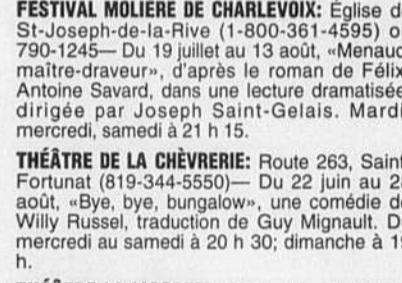 FESTIVAL MOLIÈRE DE CHARLEVOIX: Église d
St-Joseph-de-la-Rive (1-800-361-4595) o
790-1245— Du 19 juillet au 13 août, «Menaud
maître-draveur», d'après le roman de Félix
Antoine Savard, dans une lecture dramatisée
dirigée par Joseph Saint-Gelais. Mardi
mercredi, samedi à 21 h 15.
THÉÂTRE DE LA CHÈVRERIE: Route 263, Saint
Fortunat (819-344-5550)— Du 22 juin au 2
août, «Bye, bye, bungalow», une comédie d
Willy Russel, traduction de Guy Mignault. D
mercredi au samedi à 20 h 30; dimanche à 19
h.